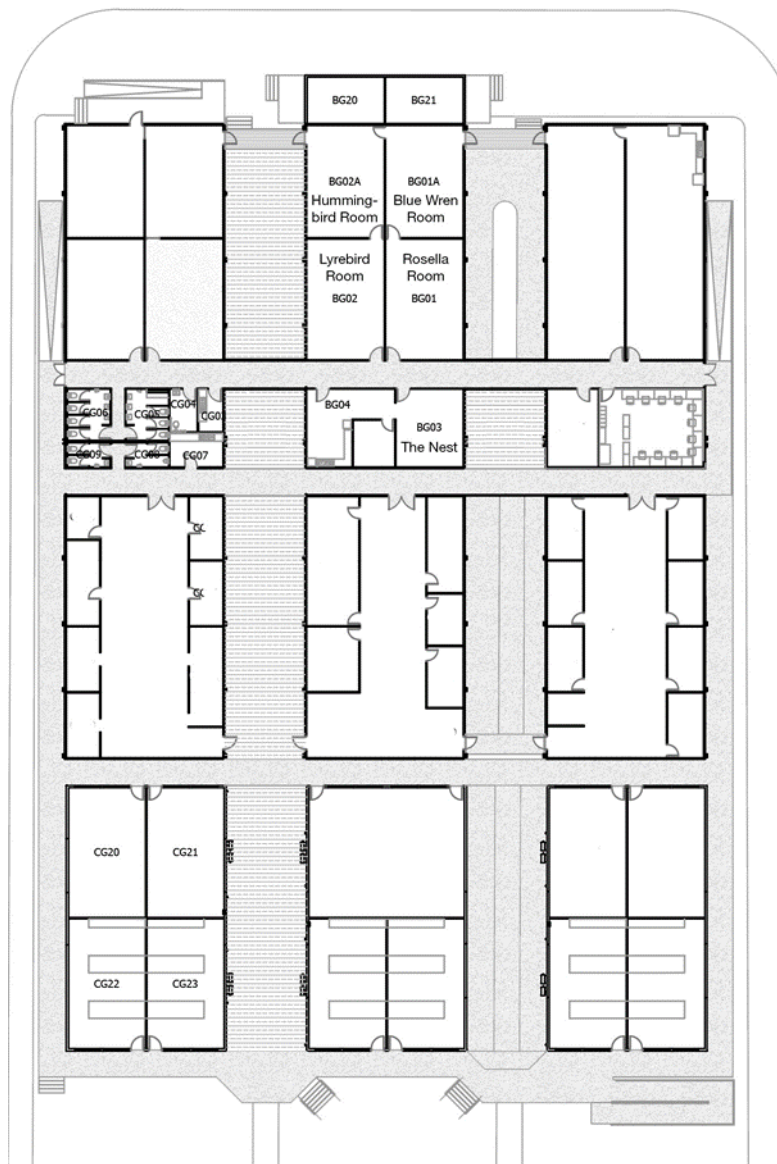 BG20
BG21
BG02A
Humming-
bird Room
BG01A
Blue Wren
Room
Lyrebird
Room
BG02
Rosella
Room
BG01
CG06
CG05
CG04
BG04
BG03
The Nest
CG09
CG08
CG07
CG20
CG21
CG22
CG23